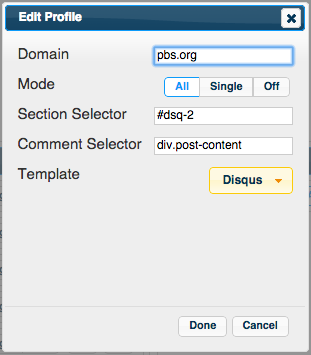 Edit Profile
Domain pbs.org
Mode All Single Off
Section Selector #dsq-2
Comment Selector div.post-content
Template Disqus
Done Cancel